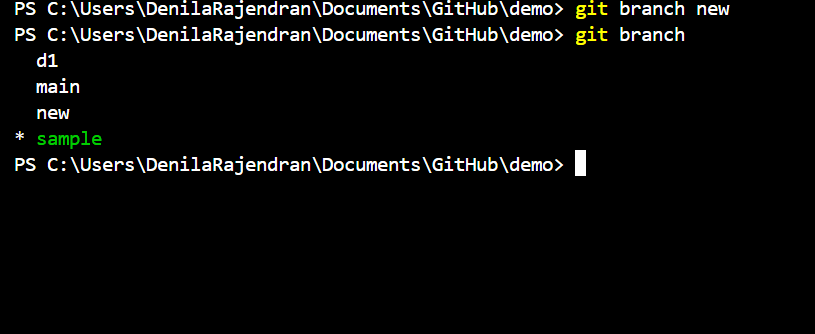 PS C:\Users\DenilaRajendran\Documents\GitHub\demo> git branch new
PS C:\Users\DenilaRajendran\Documents\GitHub\demo> git branch
  d1
  main
  new
* sample
PS C:\Users\DenilaRajendran\Documents\GitHub\demo>